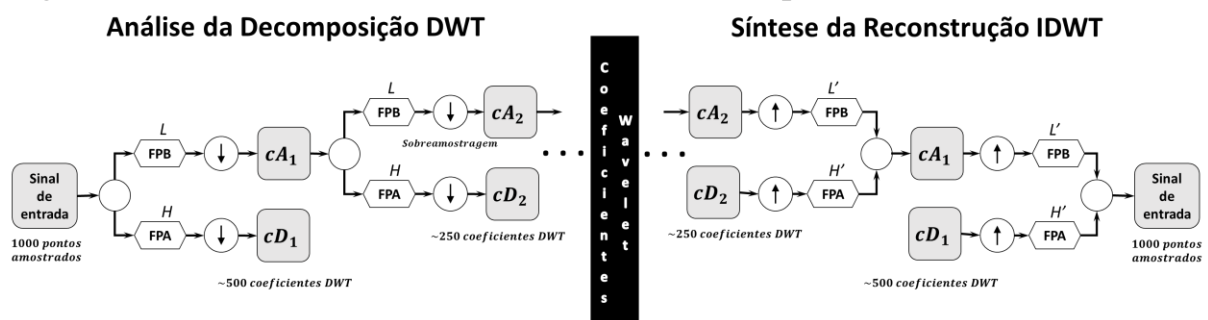 Análise da Decomposição DWT
Sinal
de
entrada
1000 pontos
amostrados
L
FPB
↓
cA₁
H
FPA
↓
cD₁
~500 coeficientes DWT
L
FPB
↓
cA₂
Sobreamostragem
H
FPA
↓
cD₂
~250 coeficientes DWT
Coeficientes
Wavelet
Síntese da Reconstrução IDWT
cA₂
↑
L'
FPB
cD₂
↑
H'
FPA
~250 coeficientes DWT
cA₁
↑
L'
FPB
cD₁
↑
H'
FPA
~500 coeficientes DWT
Sinal
de
entrada
1000 pontos
amostrados